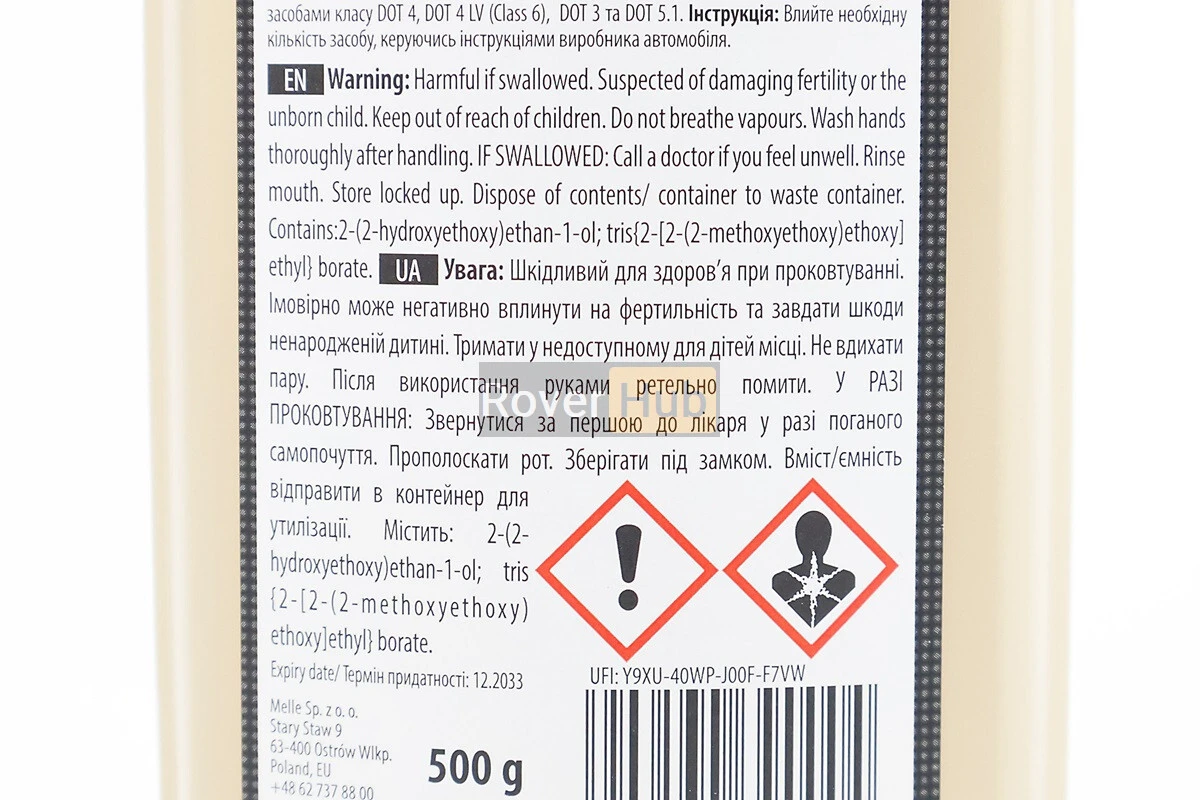 засобами класу DOT 4, DOT 4 LV (Class 6), DOT 3 та DOT 5.1. Інструкція: Влийте необхідну
кількість засобу, керуючись інструкціями виробника автомобіля.
EN Warning: Harmful if swallowed. Suspected of damaging fertility or the
unborn child. Keep out of reach of children. Do not breathe vapours. Wash hands
thoroughly after handling. IF SWALLOWED: Call a doctor if you feel unwell. Rinse
mouth. Store locked up. Dispose of contents/ container to waste container.
Contains:2-(2-hydroxyethoxy)ethan-1-ol; tris{2-[2-(2-methoxyethoxy)ethoxy]
ethyl} borate. UA Увага: Шкідливий для здоров’я при проковтуванні.
Імовірно може негативно вплинути на фертильність та завдати шкоди
ненародженій дитині. Тримати у недоступному для дітей місці. Не вдихати
пару. Після використання руками ретельно помити. У РАЗІ
ПРОКОВТУВАННЯ: Звернутися за першою до лікаря у разі поганого
самопочуття. Прополоскати рот. Зберігати під замком. Вміст/ємність
відправити в контейнер для
утилізації. Містить: 2-(2-
hydroxyethoxy)ethan-1-ol; tris
{2-[2-(2-methoxyethoxy)
ethoxy]ethyl} borate.
Expiry date/ Термін придатності: 12.2033
Melle Sp. z o. o.
Stary Staw 9
63-400 Ostrów Wlkp.
Poland, EU
+48 62 737 88 00
500 g
UFI: Y9XU-40WP-J00F-F7VW
Rover Hub